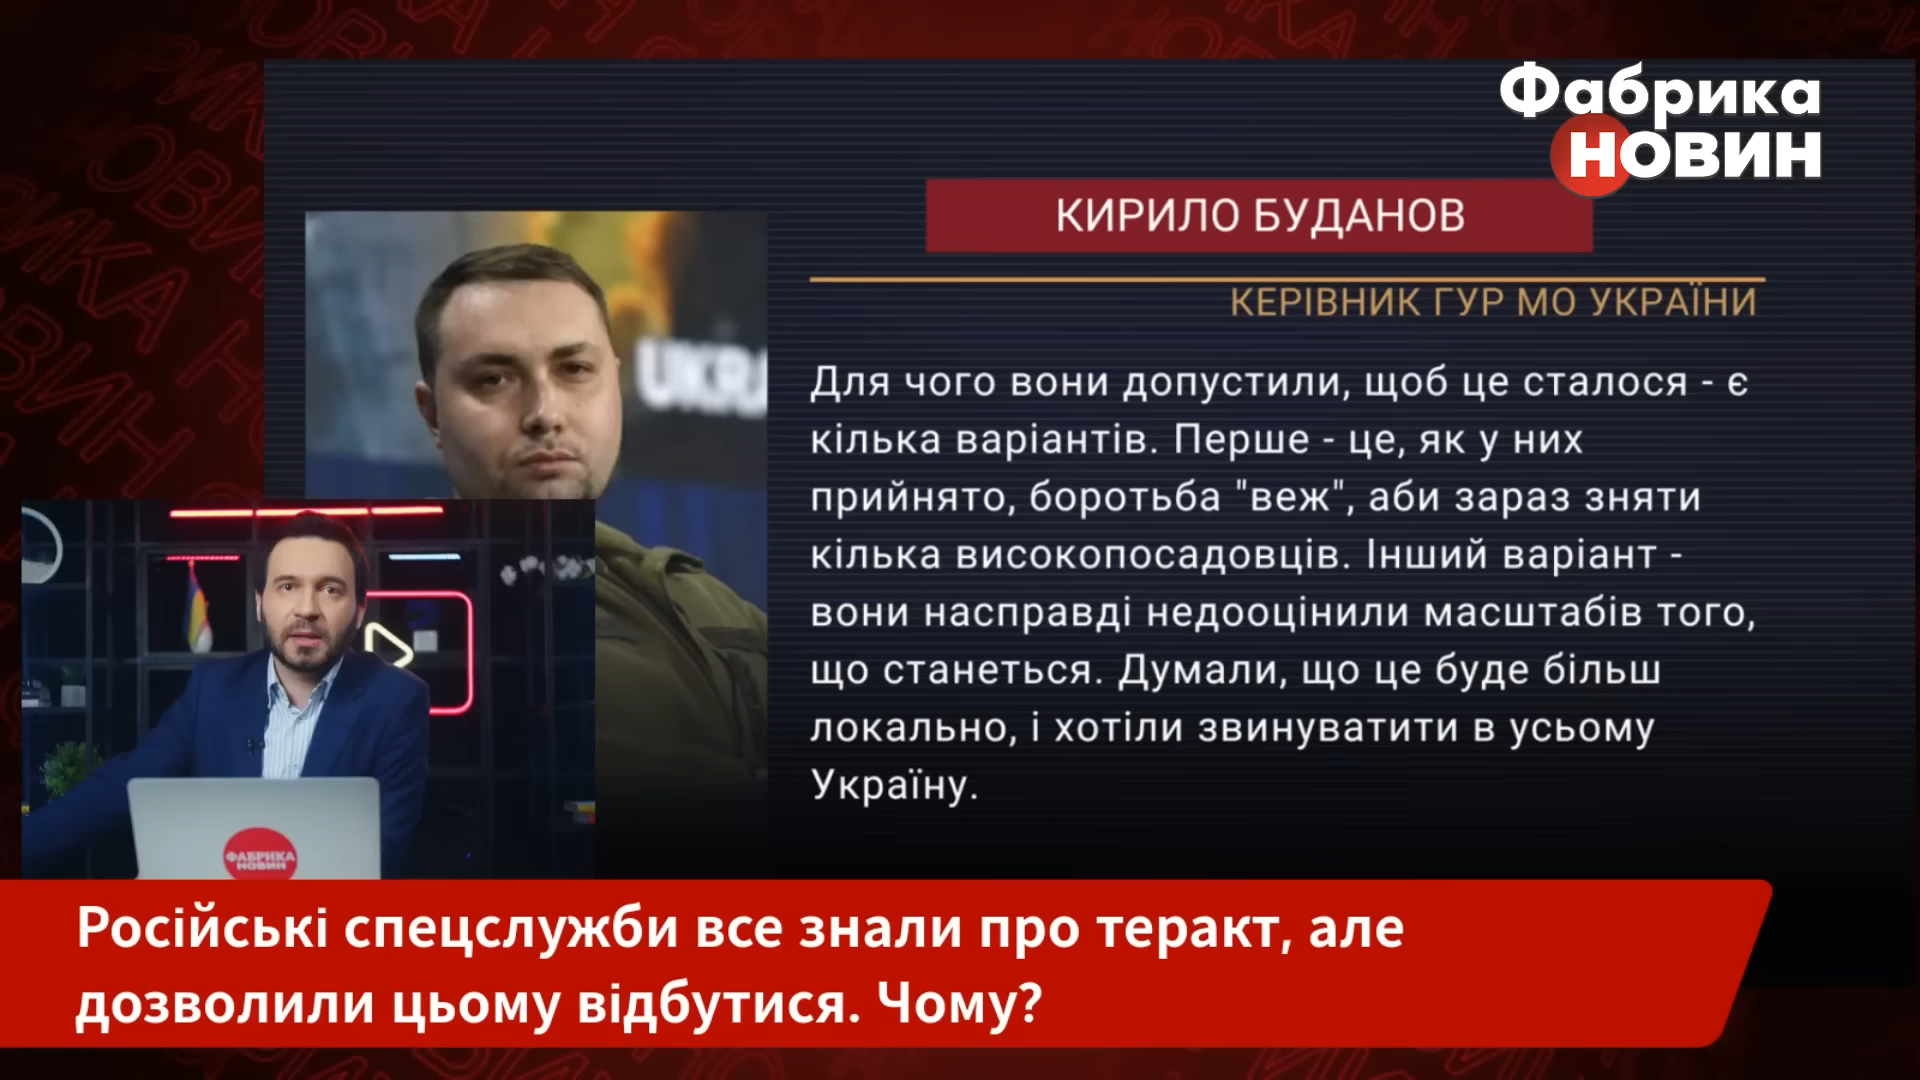 Фабрика
НОВИН
КИРИЛО БУДАНОВ
КЕРІВНИК ГУР МО УКРАЇНИ
UKRA
Для чого вони допустили, щоб це сталося - є
кілька варіантів. Перше - це, як у них
прийнято, боротьба "веж", аби зараз зняти
кілька високопосадовців. Інший варіант -
вони насправді недооцінили масштабів того,
що станеться. Думали, що це буде більш
локально, і хотіли звинуватити в усьому
Україну.
ФАБРИКА
НОВИН
Російські спецслужби все знали про теракт, але
дозволили цьому відбутися. Чому?